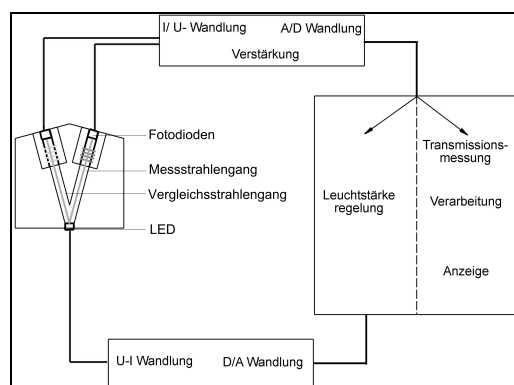 I/ U- Wandlung A/D Wandlung
Verstärkung
Fotodioden
Messstrahlengang
Vergleichsstrahlengang
LED
Transmissions-
messung
Leuchtstärke
regelung
Verarbeitung
Anzeige
U-I Wandlung D/A Wandlung